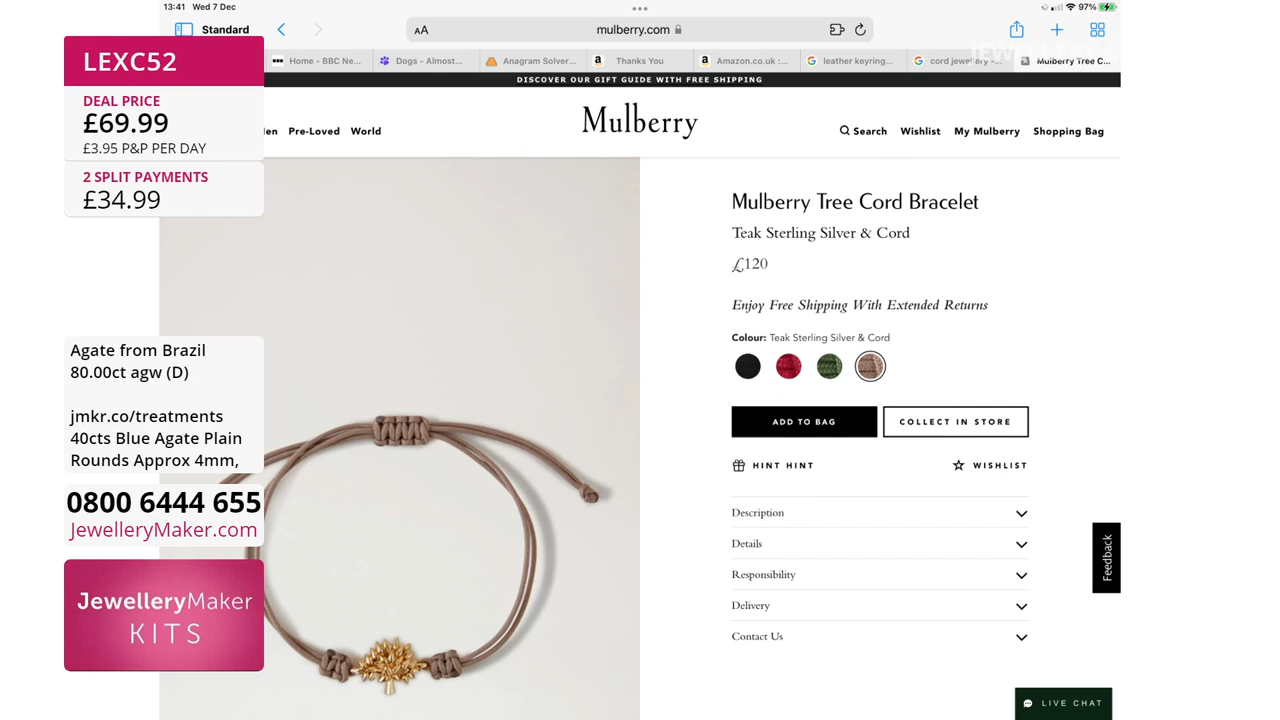 13:41 Wed 7 Dec
97%
Standard
AA
mulberry.com
LEXC52
DEAL PRICE
£69.99
£3.95 P&P PER DAY
2 SPLIT PAYMENTS
£34.99
Home - BBC Ne...
Dogs - Almost...
Anagram Solver...
Thanks You
Amazon.co.uk :...
leather keyring...
cord jewellery -...
Mulberry Tree C...
DISCOVER OUR GIFT GUIDE WITH FREE SHIPPING
Pre-Loved World
Mulberry
Search Wishlist My Mulberry Shopping Bag
Mulberry Tree Cord Bracelet
Teak Sterling Silver & Cord
£120
Enjoy Free Shipping With Extended Returns
Colour: Teak Sterling Silver & Cord
ADD TO BAG
COLLECT IN STORE
HINT HINT
WISHLIST
Description
Details
Responsibility
Delivery
Contact Us
Feedback
LIVE CHAT
Agate from Brazil
80.00ct agw (D)
jmkr.co/treatments
40cts Blue Agate Plain
Rounds Approx 4mm,
0800 6444 655
JewelleryMaker.com
JewelleryMaker
KITS